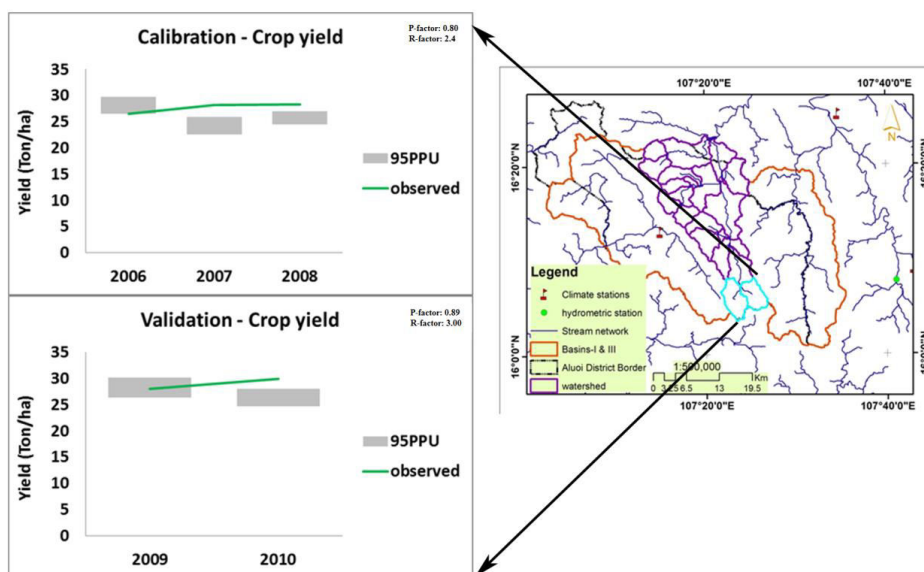 Calibration - Crop yield
P-factor: 0.80
R-factor: 2.4
35
30
25
20
15
10
5
0
Yield (Ton/ha)
2006
2007
2008
95PPU
observed
Validation - Crop yield
P-factor: 0.89
R-factor: 3.00
35
30
25
20
15
10
5
0
Yield (Ton/ha)
2009
2010
95PPU
observed
107°20'0"E
107°40'0"E
16°20'0"N
N
Legend
Climate stations
hydrometric station
Stream network
Basins-I & III
Aluoi District Border
watershed
1:500,000
Km
0 3.25 6.5 13 19.5
16°0'0"N
107°20'0"E
107°40'0"E